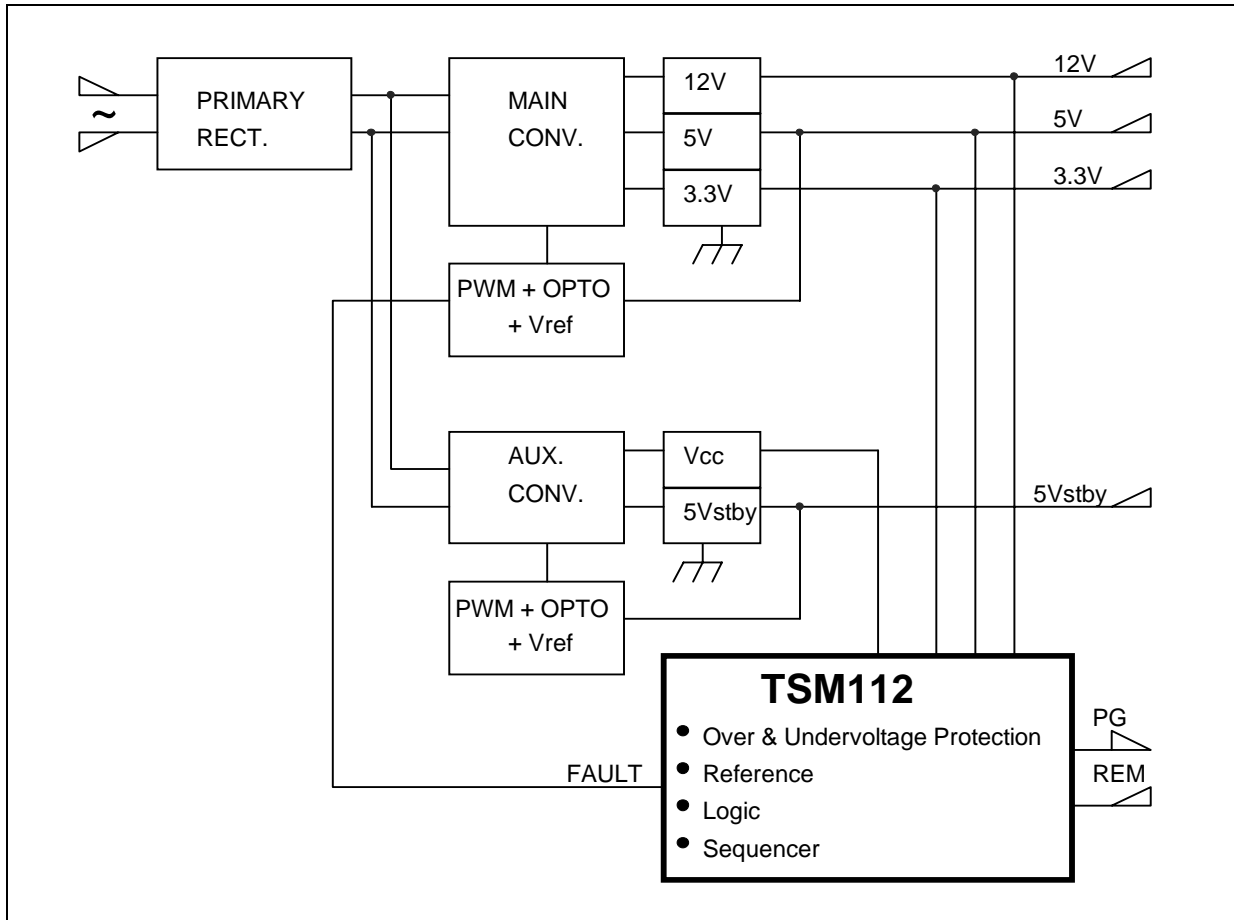 12V
PRIMARY
RECT.
~
MAIN
CONV.
12V
5V
3.3V
5V
3.3V
PWM + OPTO
+ Vref
AUX.
CONV.
Vcc
5Vstby
5Vstby
PWM + OPTO
+ Vref
TSM112
• Over & Undervoltage Protection
• Reference
• Logic
• Sequencer
FAULT
PG
REM